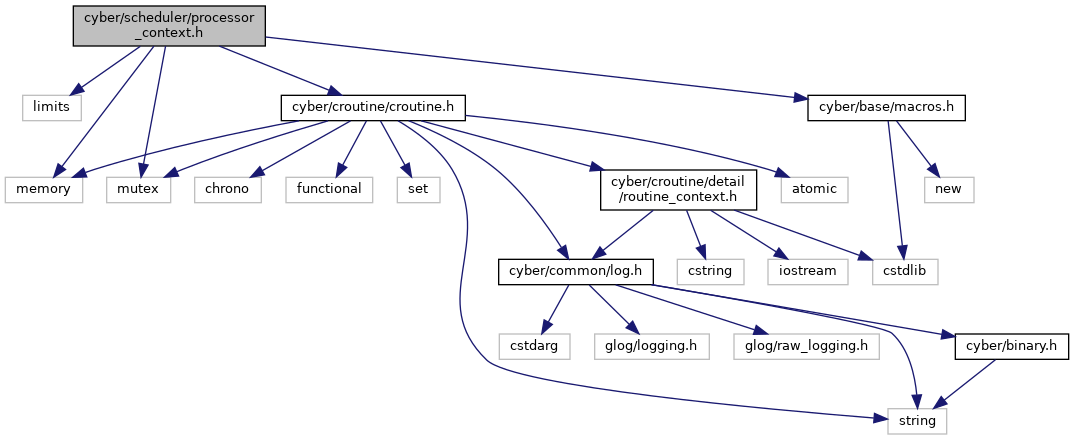 cyber/scheduler/processor
_context.h
limits
cyber/croutine/croutine.h
cyber/base/macros.h
memory
mutex
chrono
functional
set
cyber/croutine/detail
/routine_context.h
atomic
new
cyber/common/log.h
cstring
iostream
cstdlib
cstdarg
glog/logging.h
glog/raw_logging.h
cyber/binary.h
string